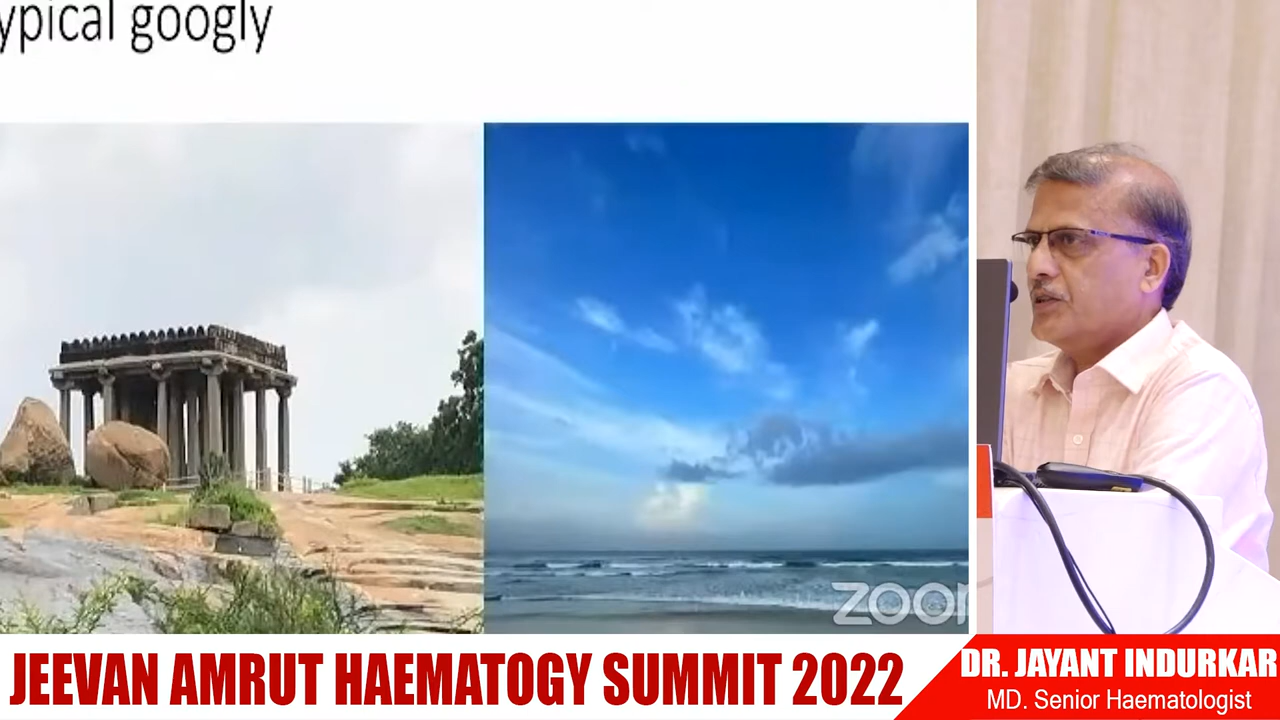 ypical googly
zoom
JEEVAN AMRUT HAEMATOGY SUMMIT 2022
DR. JAYANT INDURKAR
MD. Senior Haematologist